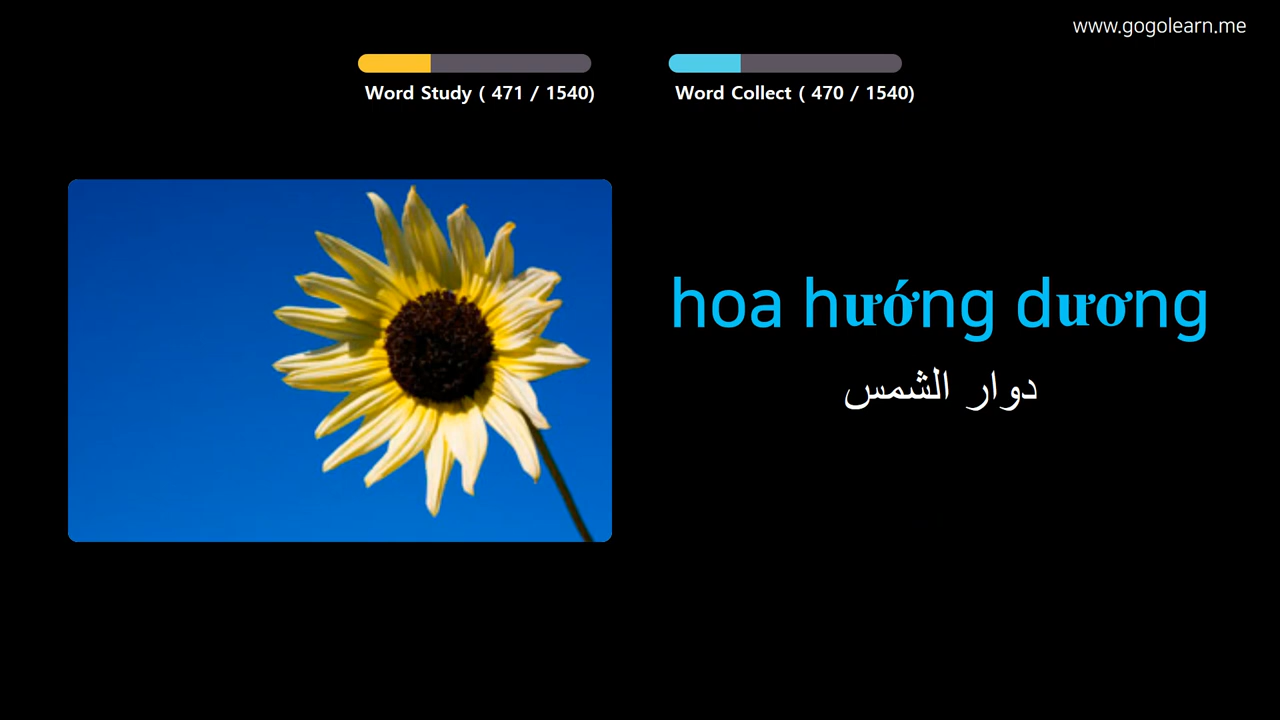 www.gogolearn.me
Word Study ( 471 / 1540)
Word Collect ( 470 / 1540)
hoa hướng dương
دوار الشمس